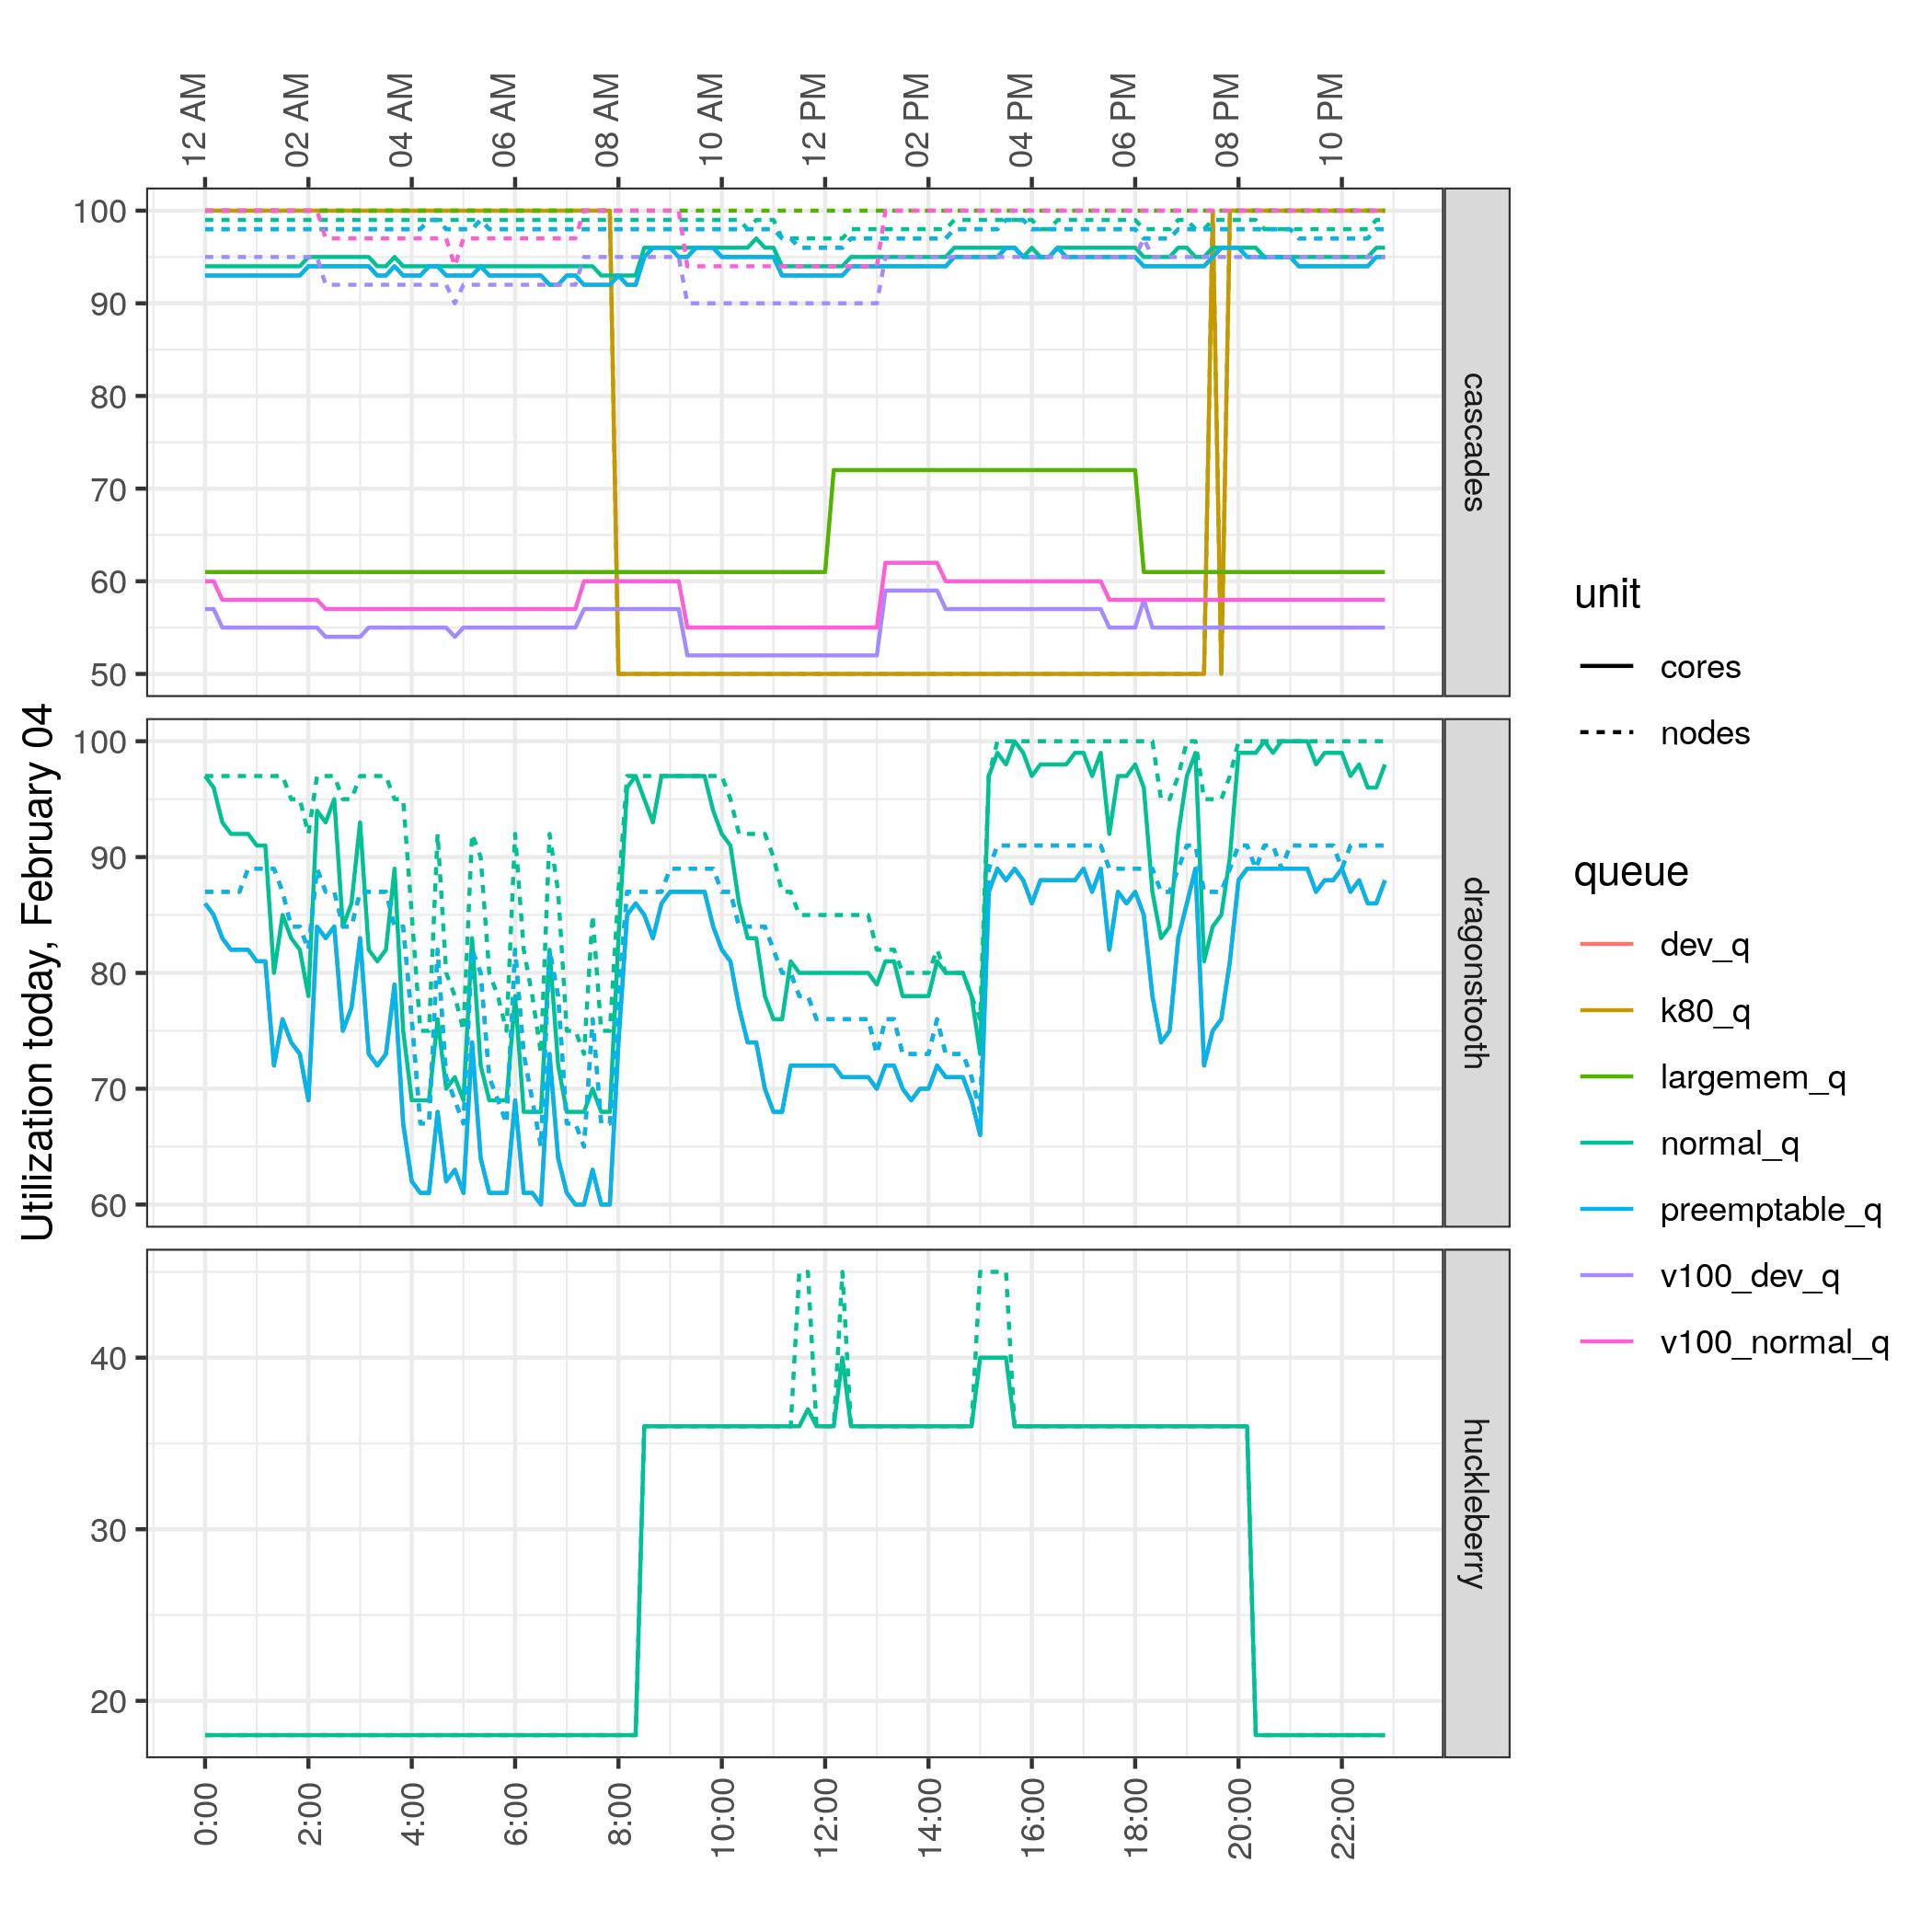 12 AM
02 AM
04 AM
06 AM
08 AM
10 AM
12 PM
02 PM
04 PM
06 PM
08 PM
10 PM
Utilization today, February 04
100
90
80
70
60
50
cascades
100
90
80
70
60
dragonstooth
40
30
20
huckleberry
0:00
2:00
4:00
6:00
8:00
10:00
12:00
14:00
16:00
18:00
20:00
22:00
unit
cores
nodes
queue
dev_q
k80_q
largemem_q
normal_q
preemptable_q
v100_dev_q
v100_normal_q